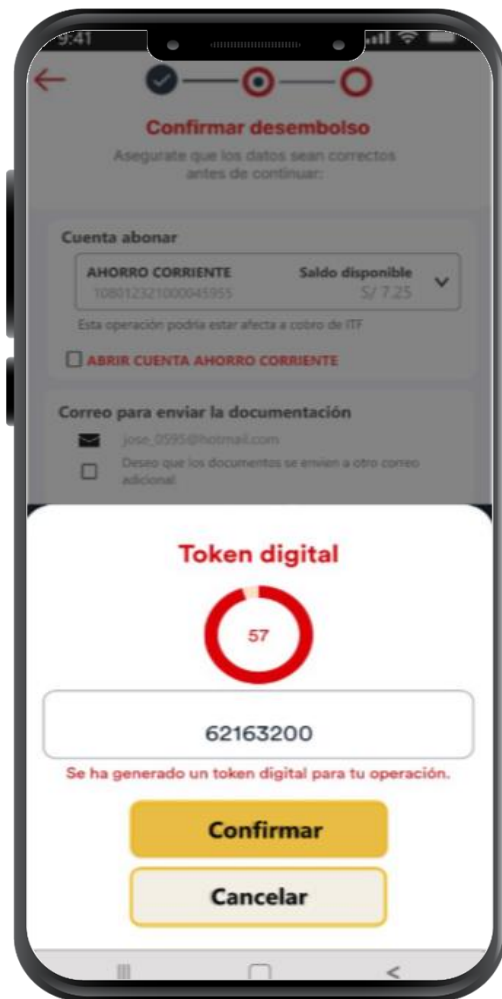 9:41
Confirmar desembolso
Asegurate que los datos sean correctos
antes de continuar:
Cuenta abonar
AHORRO CORRIENTE Saldo disponible
108012321000045955 S/ 7.25
Esta operación podría estar afecta a cobro de ITF
ABRIR CUENTA AHORRO CORRIENTE
Correo para enviar la documentación
jose_0595@hotmail.com
Deseo que los documentos se envien a otro correo
adicional
Token digital
57
62163200
Se ha generado un token digital para tu operación.
Confirmar
Cancelar